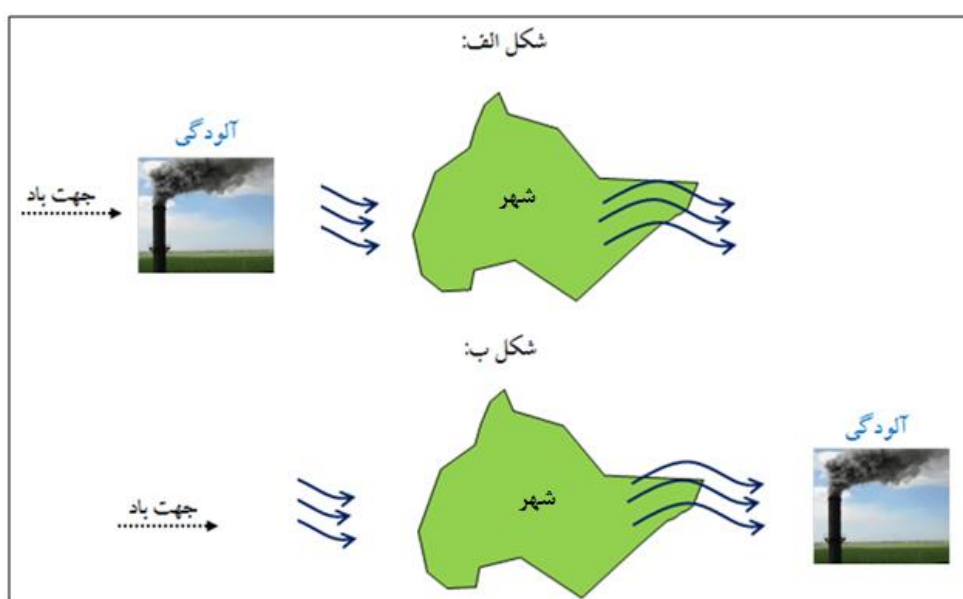 شکل الف:
آلودگی
جهت باد
شهر
شکل ب:
آلودگی
جهت باد
شهر